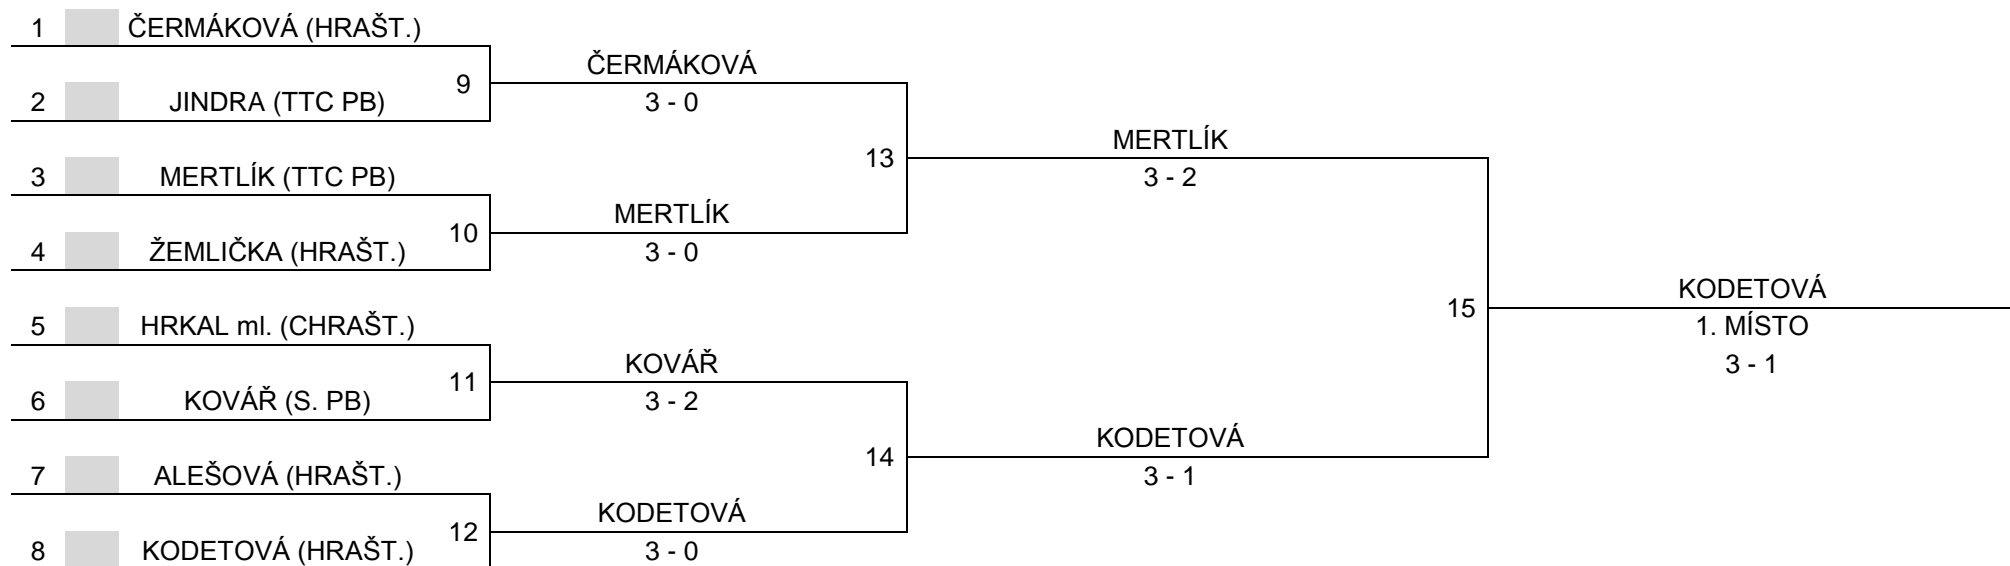 1 ČERMÁKOVÁ (HRAŠT.)
ČERMÁKOVÁ
9
2 JINDRA (TTC PB)
3 - 0
MERTLÍK
13
3 MERTLÍK (TTC PB)
3 - 2
MERTLÍK
10
4 ŽEMLIČKA (HRAŠT.)
3 - 0
KODETOVÁ
15
5 HRKAL ml. (CHRAŠT.)
1. MÍSTO
KOVÁŘ
3 - 1
11
6 KOVÁŘ (S. PB)
3 - 2
KODETOVÁ
14
7 ALEŠOVÁ (HRAŠT.)
3 - 1
KODETOVÁ
12
8 KODETOVÁ (HRAŠT.)
3 - 0